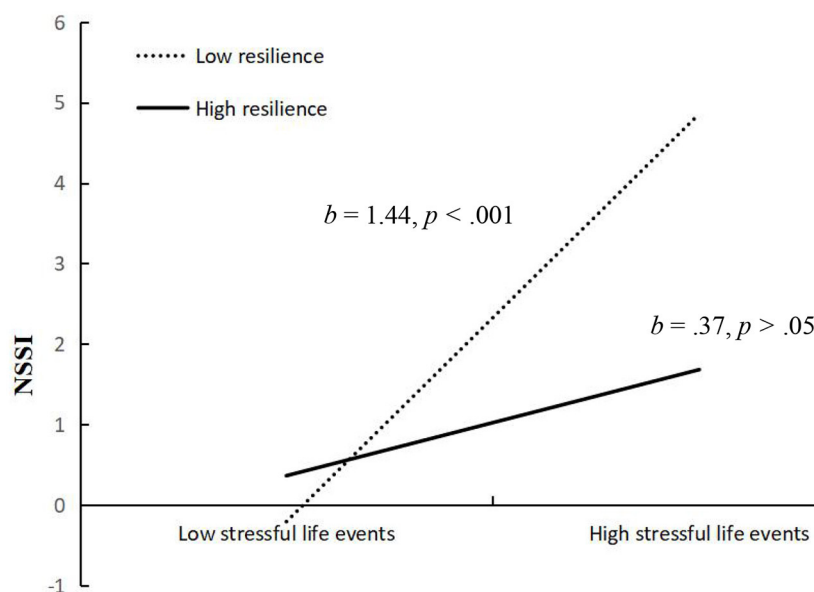 6
Low resilience
High resilience
5
4
b = 1.44, p < .001
3
b = .37, p > .05
2
NSSI
1
0
Low stressful life events
High stressful life events
-1